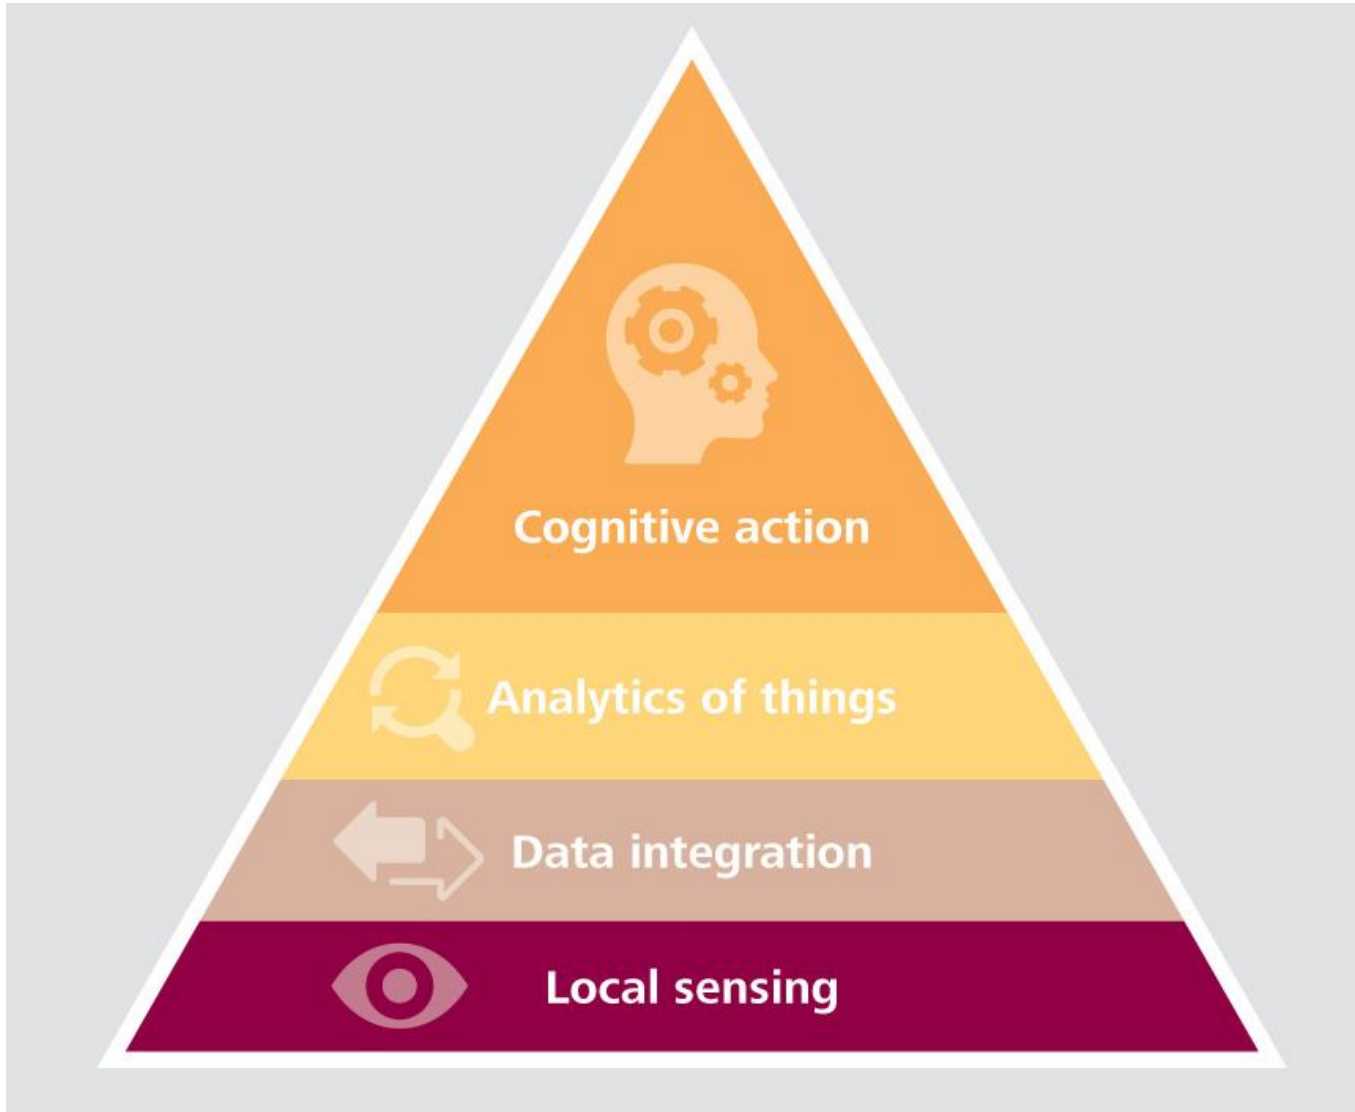 Cognitive action
Analytics of things
Data integration
Local sensing